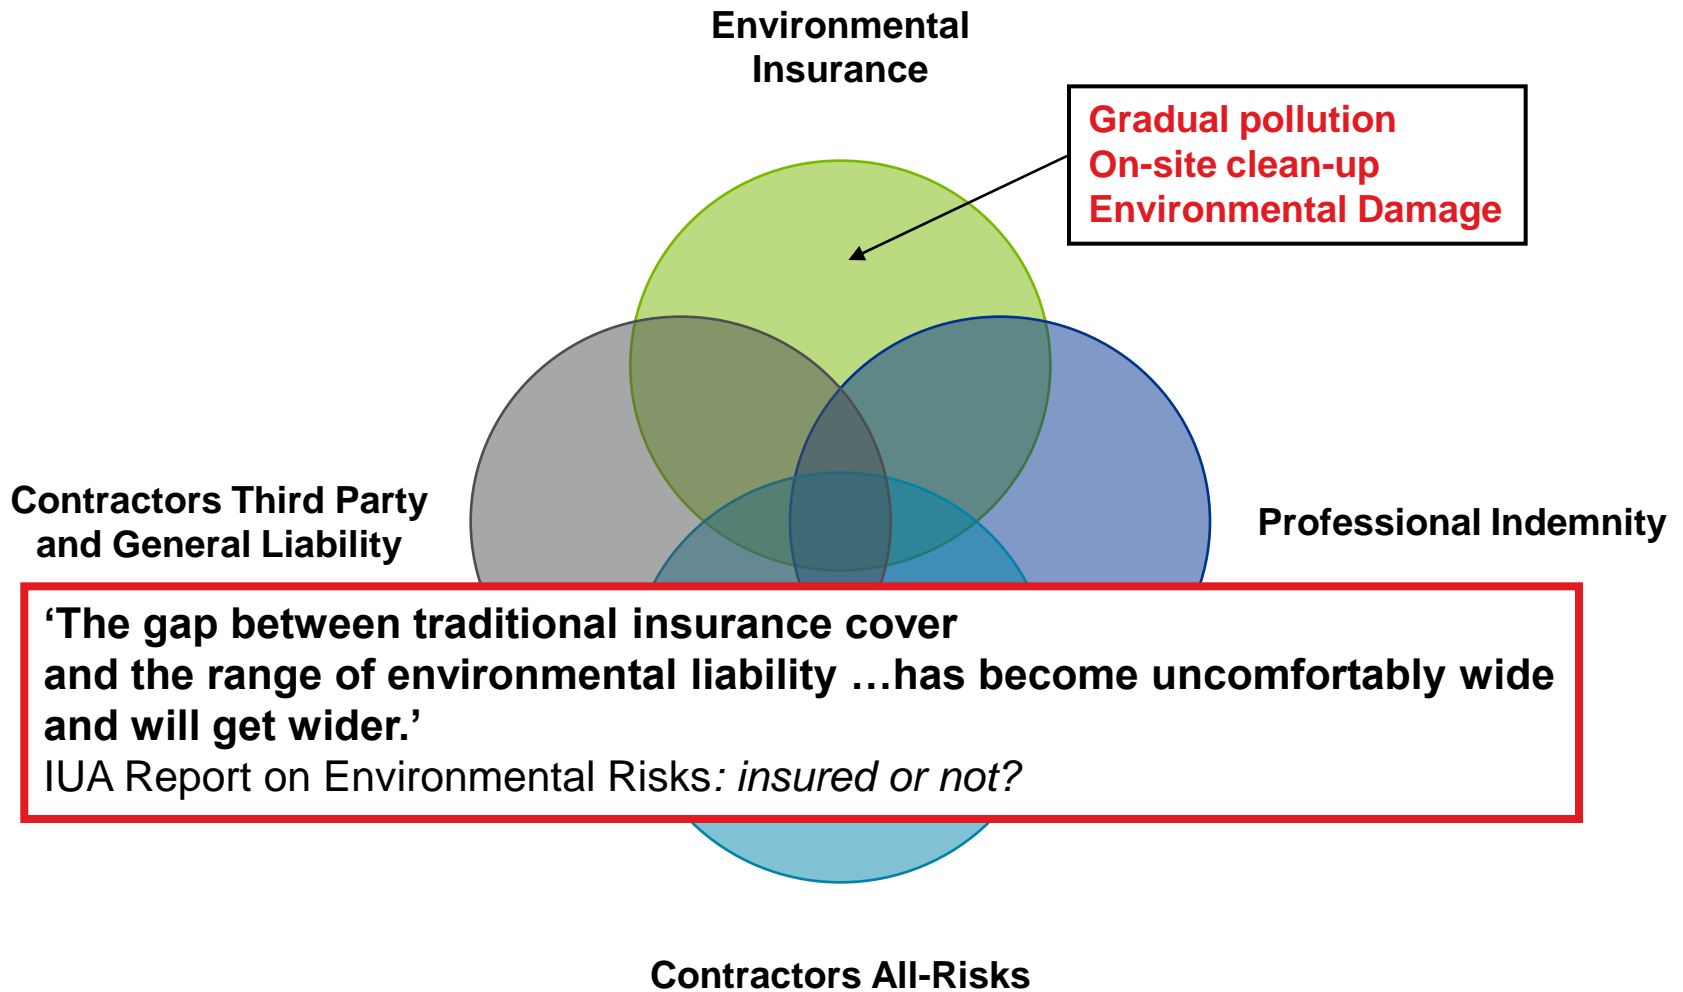 Environmental
Insurance
Gradual pollution
On-site clean-up
Environmental Damage
Contractors Third Party
and General Liability
Professional Indemnity
‘The gap between traditional insurance cover
and the range of environmental liability …has become uncomfortably wide
and will get wider.’
IUA Report on Environmental Risks: insured or not?
Contractors All-Risks